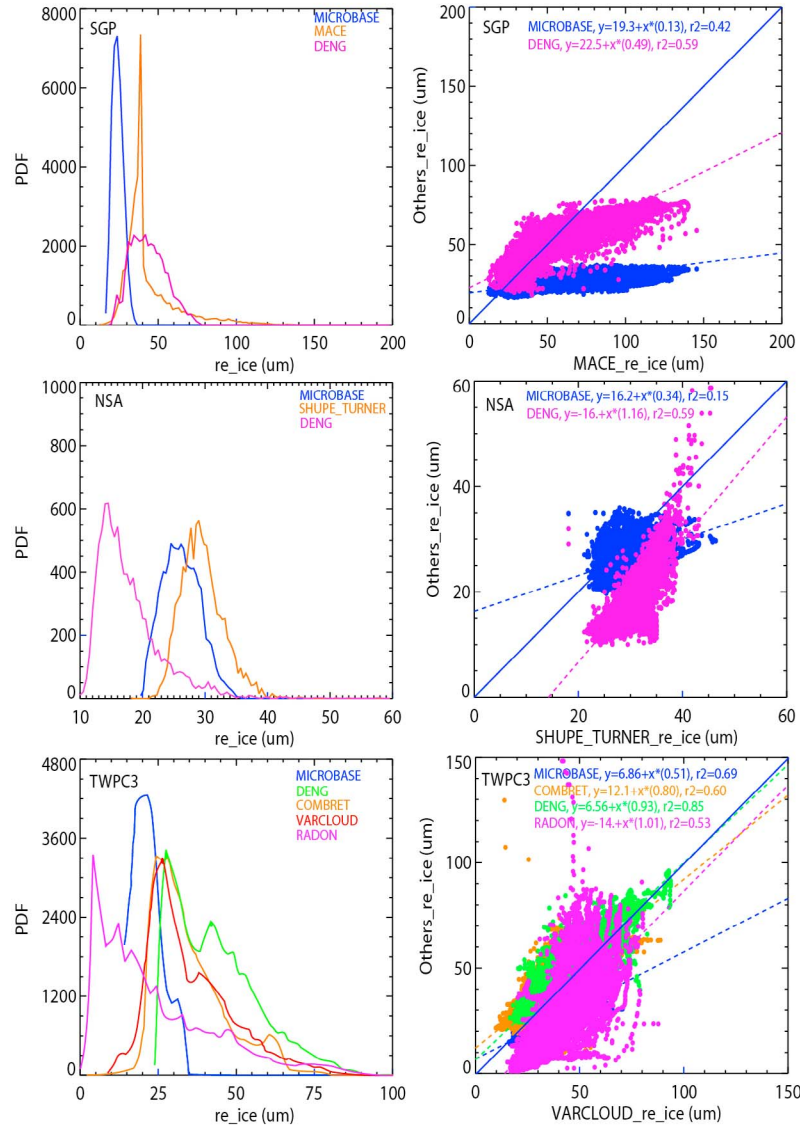 8000
6000
4000
2000
0
PDF
SGP
MICROBASE
MACE
DENG
0 50 100 150 200
re_ice (um)
200
150
100
50
0
Others_re_ice (um)
SGP
MICROBASE, y=19.3+x*(0.13), r2=0.42
DENG, y=22.5+x*(0.49), r2=0.59
0 50 100 150 200
MACE_re_ice (um)
1000
800
600
400
200
0
PDF
NSA
MICROBASE
SHUPE_TURNER
DENG
10 20 30 40 50 60
re_ice (um)
60
40
20
0
Others_re_ice (um)
NSA
MICROBASE, y=16.2+x*(0.34), r2=0.15
DENG, y=-16.+x*(1.16), r2=0.59
0 20 40 60
SHUPE_TURNER_re_ice (um)
4800
3600
2400
1200
0
PDF
TWPC3
MICROBASE
DENG
COMBRET
VARCLOUD
RADON
0 25 50 75 100
re_ice (um)
150
100
50
0
Others_re_ice (um)
TWPC3
MICROBASE, y=6.86+x*(0.51), r2=0.69
COMBRET, y=12.1+x*(0.80), r2=0.60
DENG, y=6.56+x*(0.93), r2=0.85
RADON, y=-14.+x*(1.01), r2=0.53
0 50 100 150
VARCLOUD_re_ice (um)